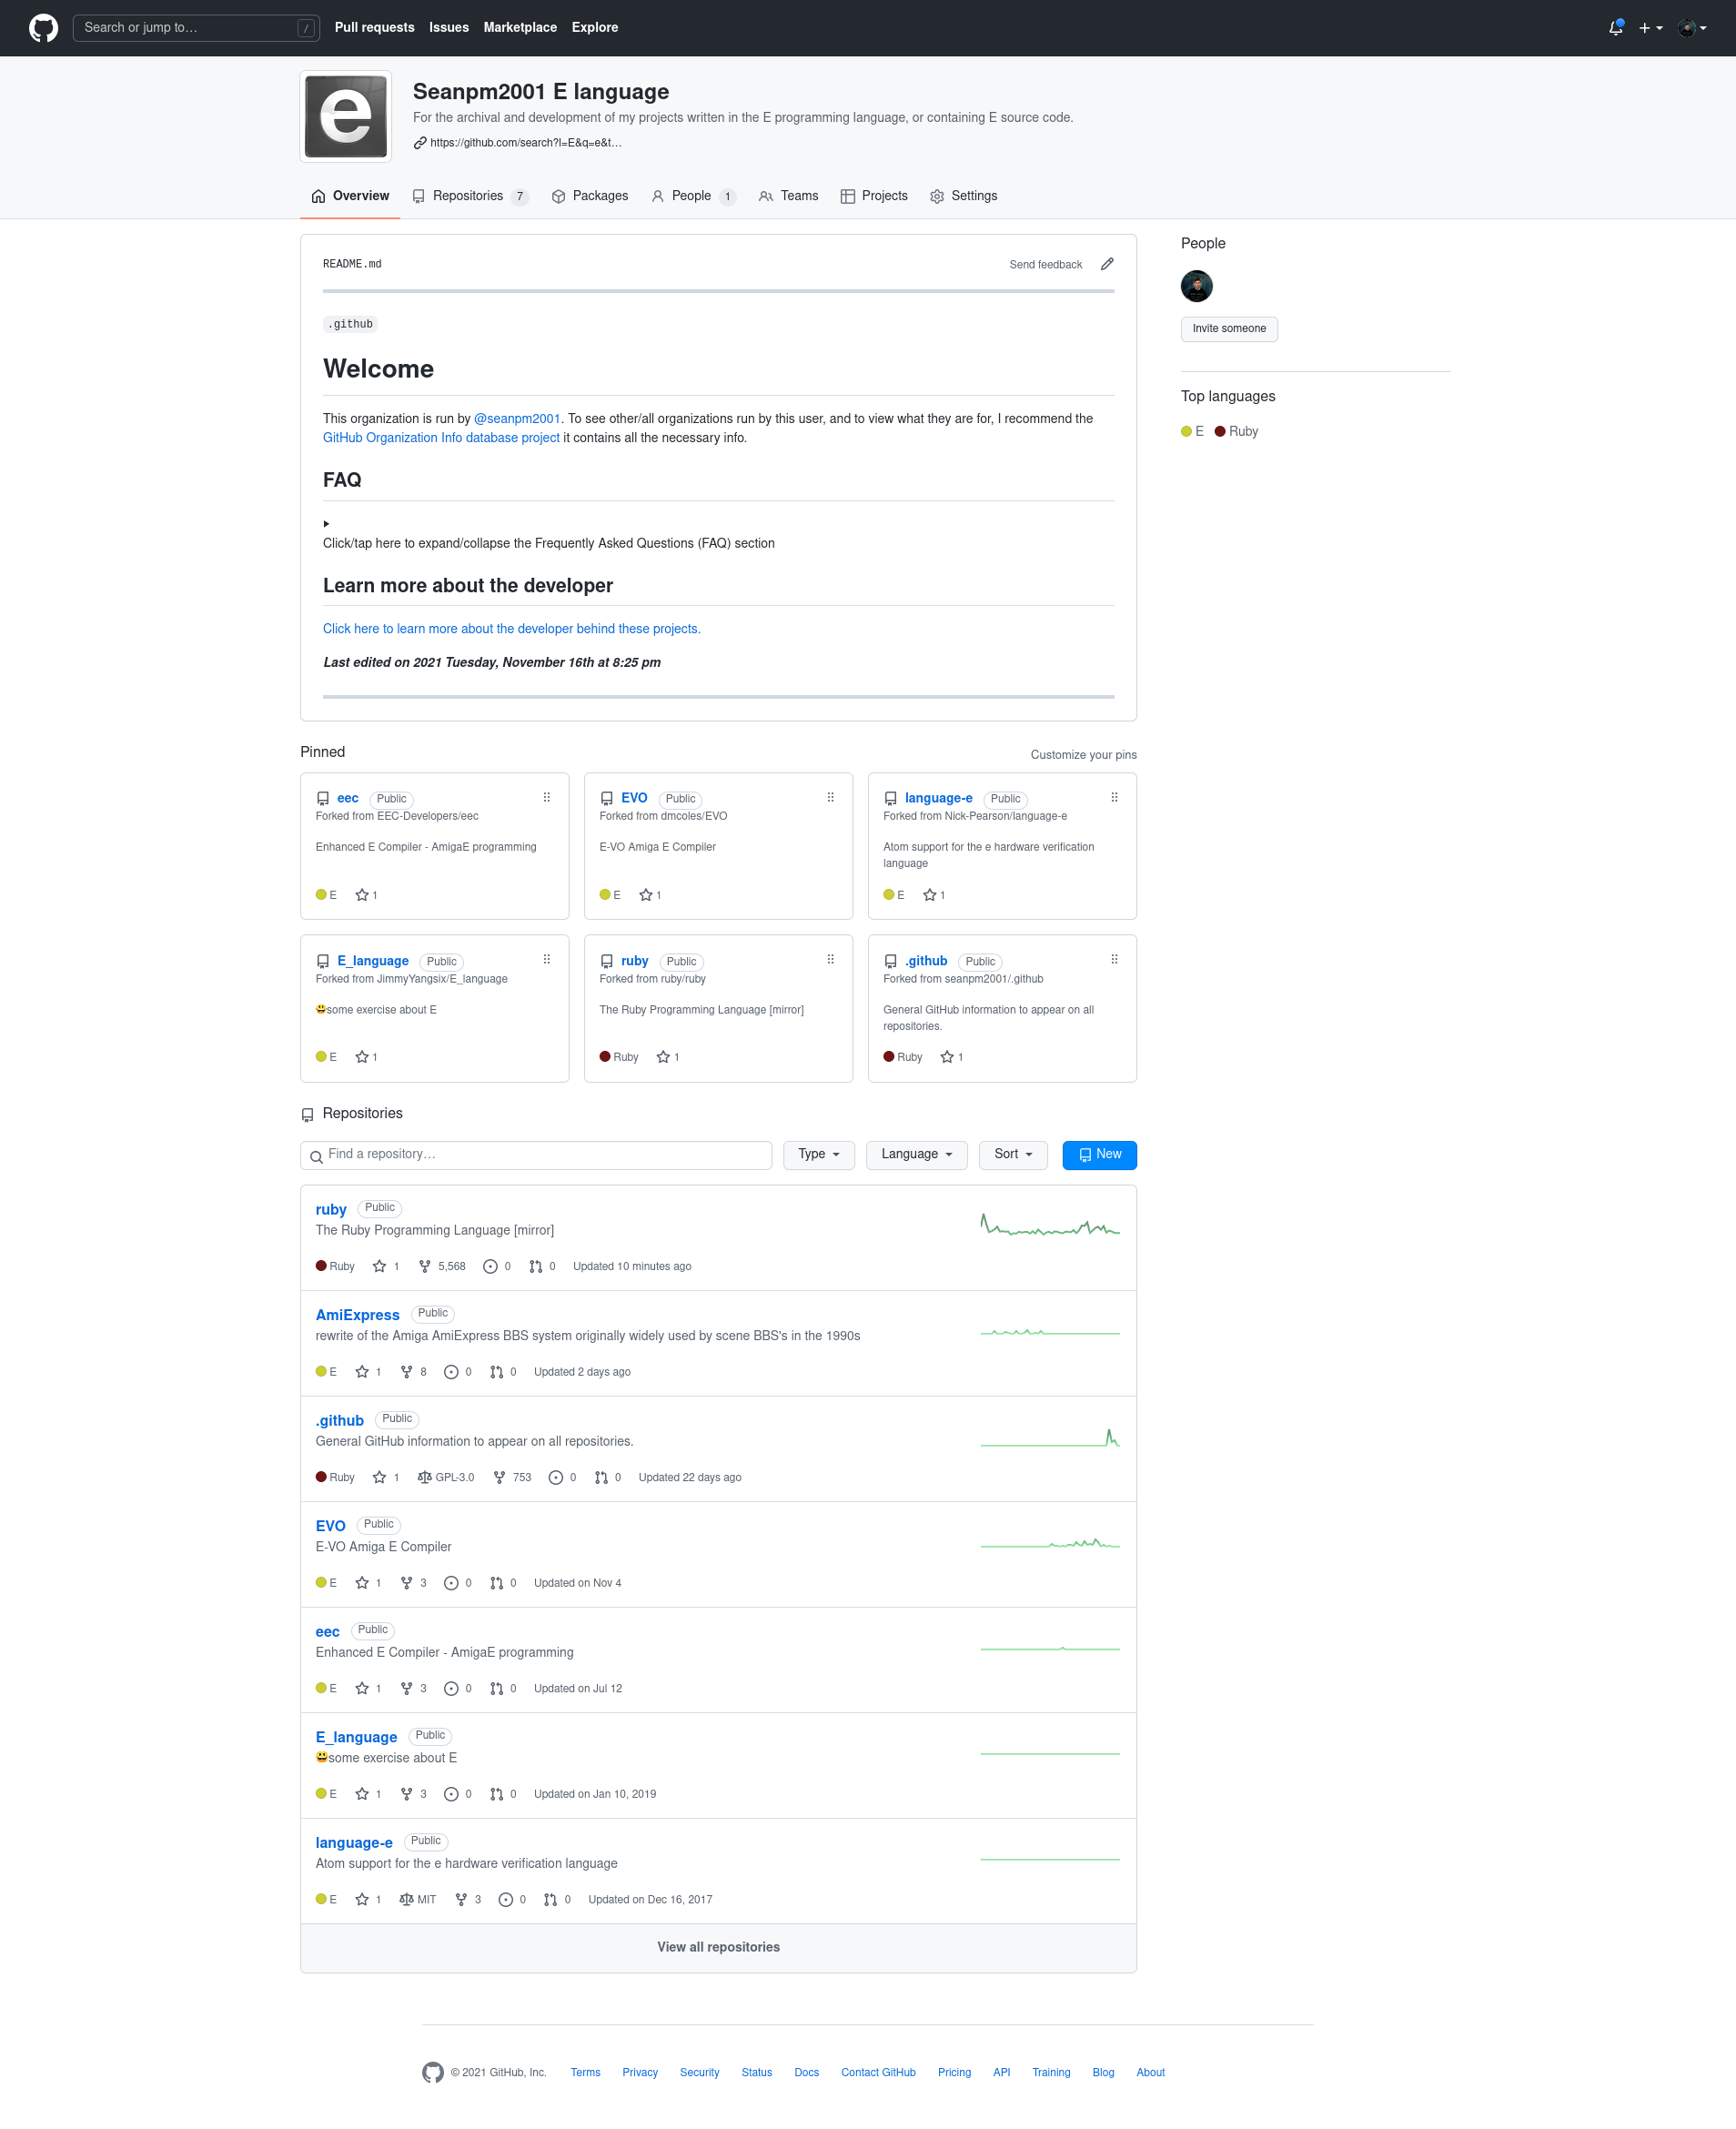 Search or jump to… /
Pull requests Issues Marketplace Explore
e
Seanpm2001 E language
For the archival and development of my projects written in the E programming language, or containing E source code.
https://github.com/search?l=E&q=e&t…
Overview Repositories 7 Packages People 1 Teams Projects Settings
README.md Send feedback
.github
Welcome
This organization is run by @seanpm2001. To see other/all organizations run by this user, and to view what they are for, I recommend the
GitHub Organization Info database project it contains all the necessary info.
FAQ
Click/tap here to expand/collapse the Frequently Asked Questions (FAQ) section
Learn more about the developer
Click here to learn more about the developer behind these projects.
Last edited on 2021 Tuesday, November 16th at 8:25 pm
People
Invite someone
Top languages
E Ruby
Pinned Customize your pins
eec Public
Forked from EEC-Developers/eec
Enhanced E Compiler - AmigaE programming
E 1
EVO Public
Forked from dmcoles/EVO
E-VO Amiga E Compiler
E 1
language-e Public
Forked from Nick-Pearson/language-e
Atom support for the e hardware verification
language
E 1
E_language Public
Forked from JimmyYangsix/E_language
😃some exercise about E
E 1
ruby Public
Forked from ruby/ruby
The Ruby Programming Language [mirror]
Ruby 1
.github Public
Forked from seanpm2001/.github
General GitHub information to appear on all
repositories.
Ruby 1
Repositories
Find a repository… Type Language Sort New
ruby Public
The Ruby Programming Language [mirror]
Ruby 1 5,568 0 0 Updated 10 minutes ago
AmiExpress Public
rewrite of the Amiga AmiExpress BBS system originally widely used by scene BBS's in the 1990s
E 1 8 0 0 Updated 2 days ago
.github Public
General GitHub information to appear on all repositories.
Ruby 1 GPL-3.0 753 0 0 Updated 22 days ago
EVO Public
E-VO Amiga E Compiler
E 1 3 0 0 Updated on Nov 4
eec Public
Enhanced E Compiler - AmigaE programming
E 1 3 0 0 Updated on Jul 12
E_language Public
😃some exercise about E
E 1 3 0 0 Updated on Jan 10, 2019
language-e Public
Atom support for the e hardware verification language
E 1 MIT 3 0 0 Updated on Dec 16, 2017
View all repositories
© 2021 GitHub, Inc. Terms Privacy Security Status Docs Contact GitHub Pricing API Training Blog About